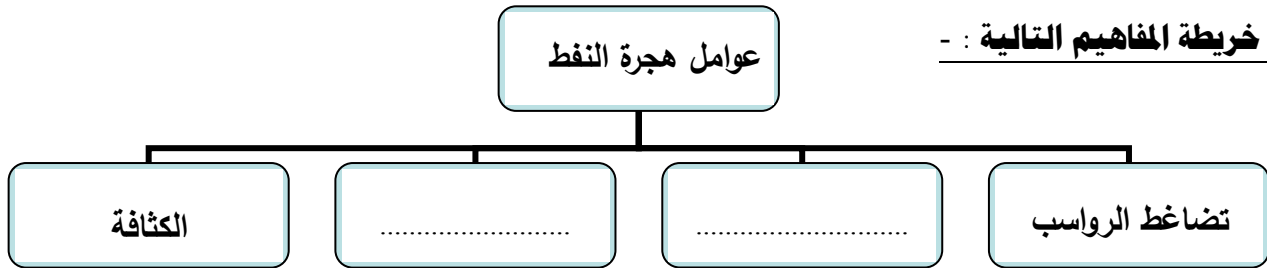 خريطة المفاهيم التالية : -
عوامل هجرة النفط
تضاغط الرواسب
...........................
........................
الكثافة